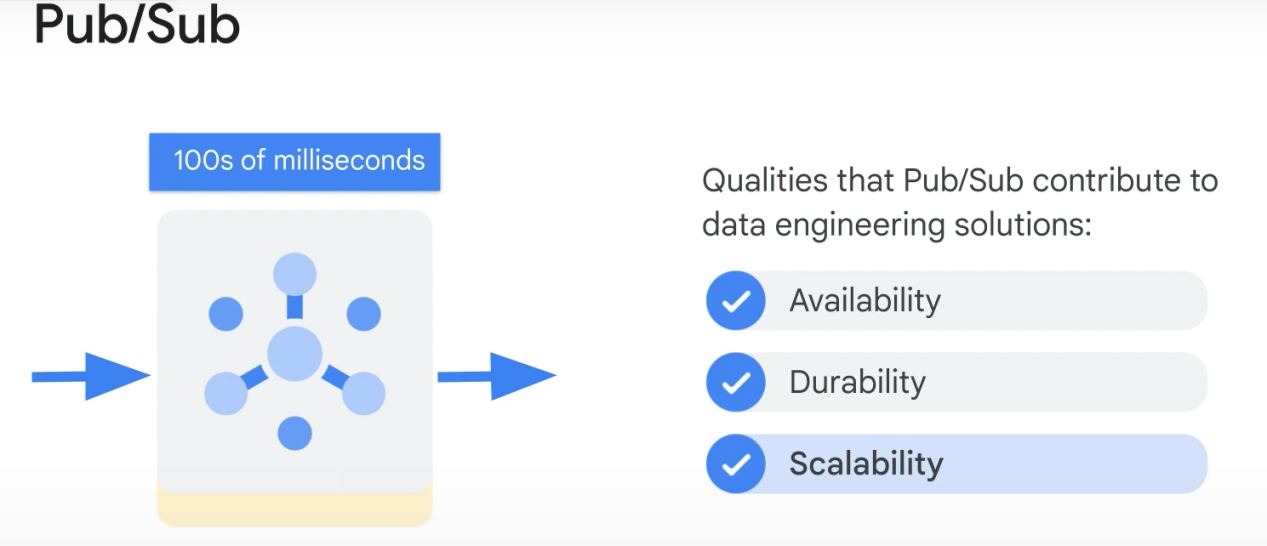 Pub/Sub
100s of milliseconds
Qualities that Pub/Sub contribute to
data engineering solutions:
Availability
Durability
Scalability